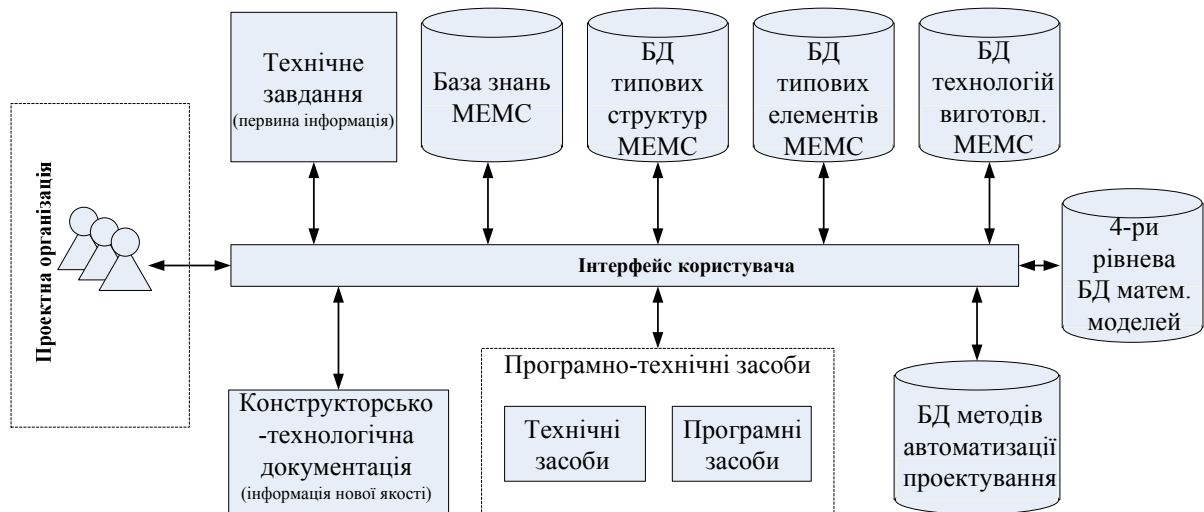 Технічне
завдання
(первина інформація)
База знань
МЕМС
БД
типових
структур
МЕМС
БД
типових
елементів
МЕМС
БД
технологій
виготовл.
МЕМС
Проектна організація
Інтерфейс користувача
4-ри
рівнева
БД матем.
моделей
Конструкторсько
-технологічна
документація
(інформація нової якості)
Програмно-технічні засоби
Технічні
засоби
Програмні
засоби
БД методів
автоматизації
проектування